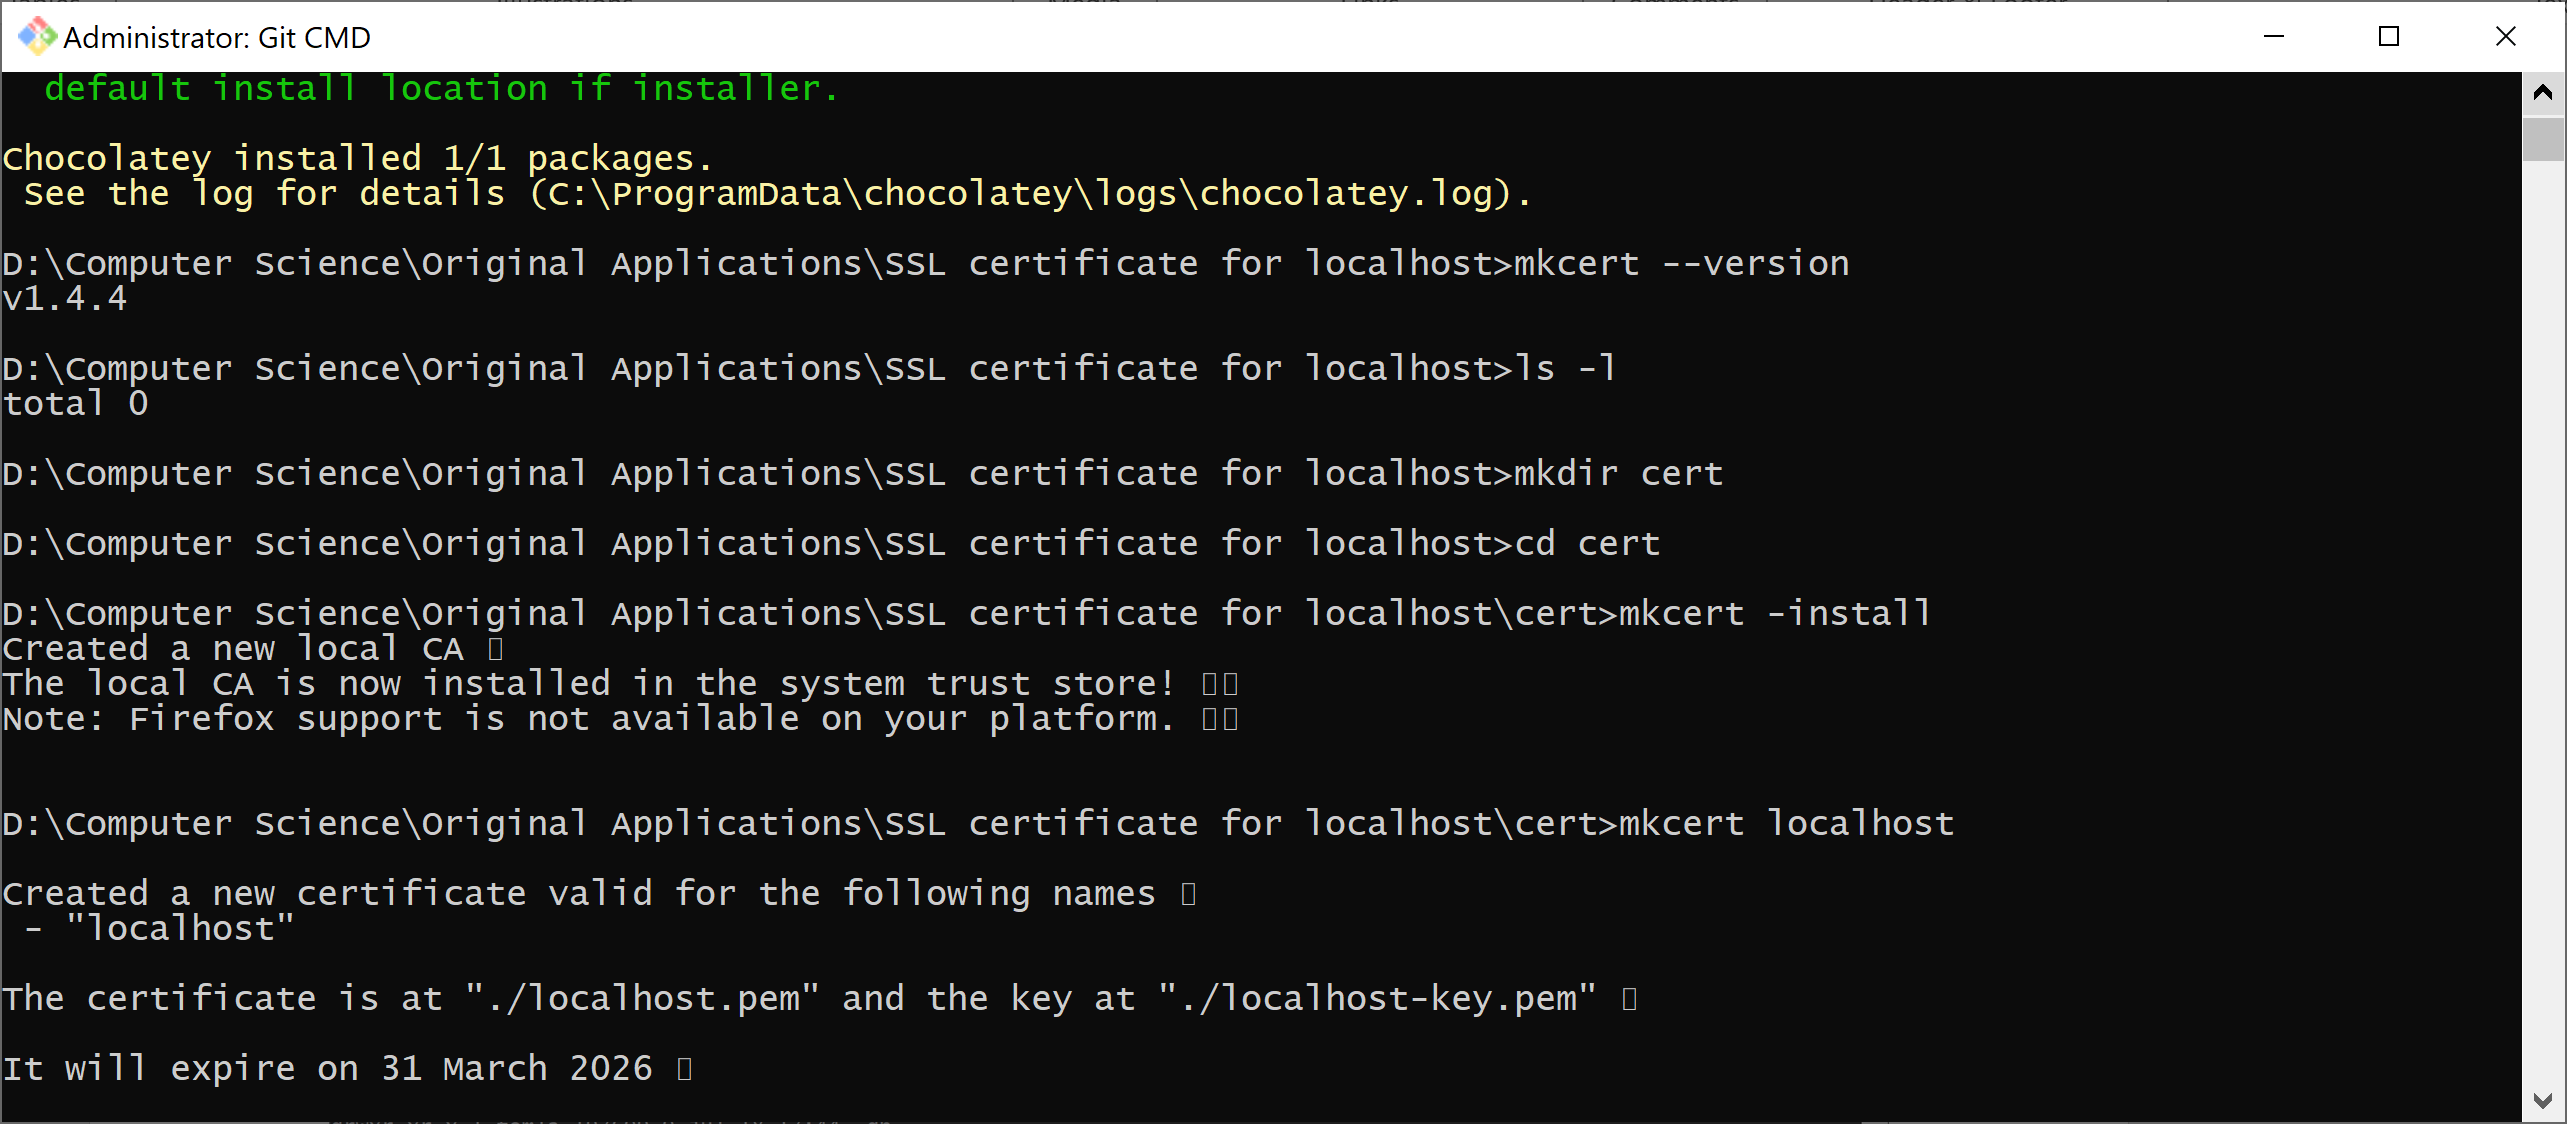 Administrator: Git CMD
default install location if installer.
Chocolatey installed 1/1 packages.
See the log for details (C:\ProgramData\chocolatey\logs\chocolatey.log).
D:\Computer Science\Original Applications\SSL certificate for localhost>mkcert --version
v1.4.4
D:\Computer Science\Original Applications\SSL certificate for localhost>ls -l
total 0
D:\Computer Science\Original Applications\SSL certificate for localhost>mkdir cert
D:\Computer Science\Original Applications\SSL certificate for localhost>cd cert
D:\Computer Science\Original Applications\SSL certificate for localhost\cert>mkcert -install
Created a new local CA
The local CA is now installed in the system trust store!
Note: Firefox support is not available on your platform.
D:\Computer Science\Original Applications\SSL certificate for localhost\cert>mkcert localhost
Created a new certificate valid for the following names
- "localhost"
The certificate is at "./localhost.pem" and the key at "./localhost-key.pem"
It will expire on 31 March 2026